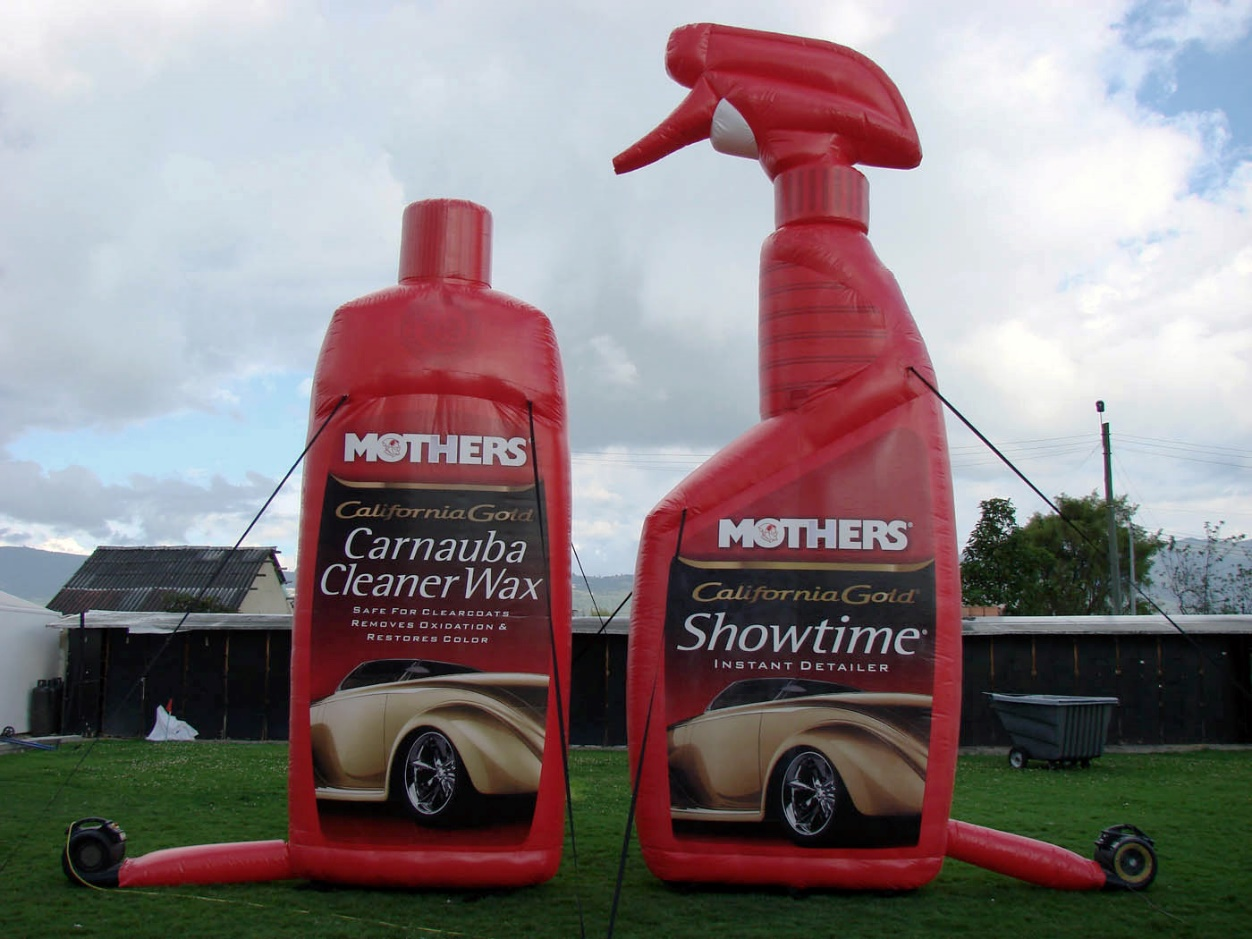 MOTHERS®
California Gold
Carnauba
Cleaner Wax
SAFE FOR CLEARCOATS
REMOVES OXIDATION &
RESTORES COLOR
MOTHERS®
California Gold®
Showtime®
INSTANT DETAILER